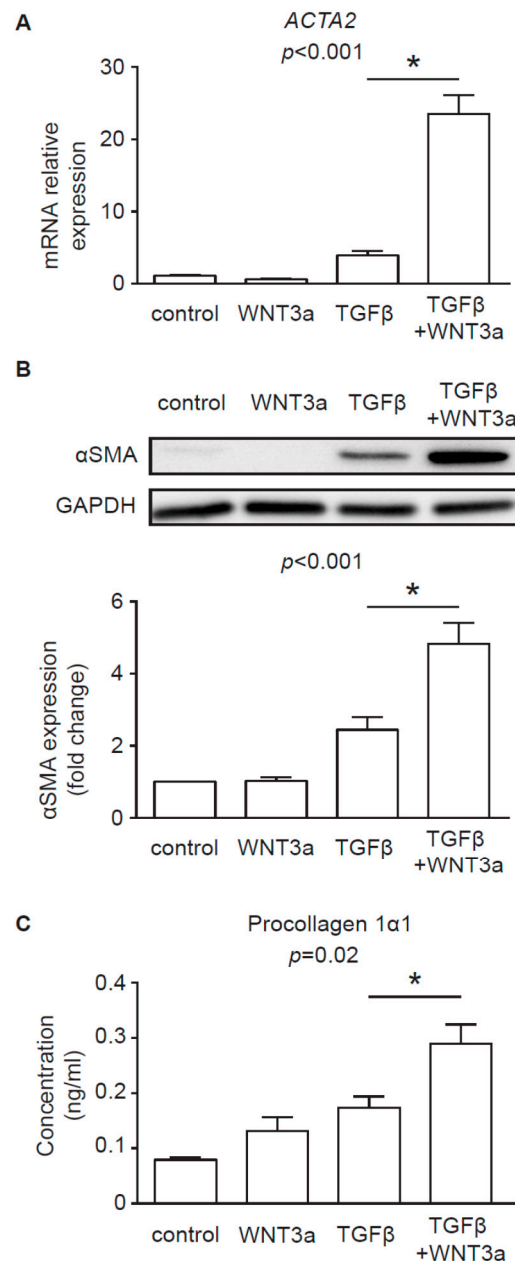 A
ACTA2
p<0.001
*
mRNA relative
expression
30
20
10
0
control WNT3a TGFβ TGFβ
+WNT3a
B
control WNT3a TGFβ TGFβ
+WNT3a
αSMA
GAPDH
p<0.001
*
αSMA expression
(fold change)
6
4
2
0
control WNT3a TGFβ TGFβ
+WNT3a
C
Procollagen 1α1
p=0.02
*
Concentration
(ng/ml)
0.4
0.3
0.2
0.1
0
control WNT3a TGFβ TGFβ
+WNT3a